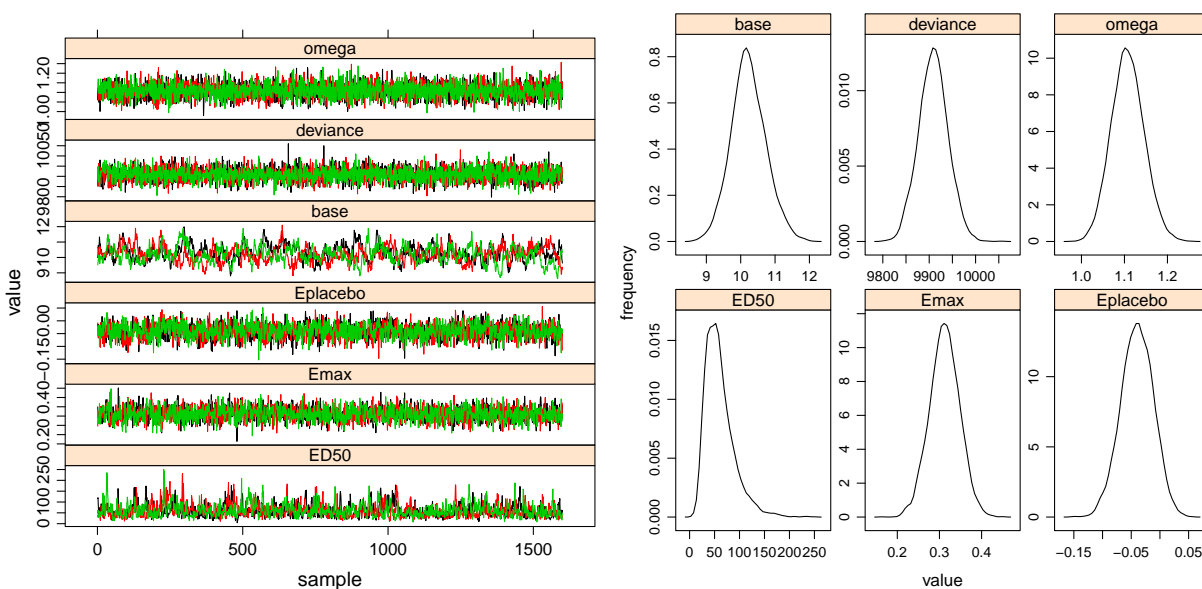 omega
1.20
.00
deviance
10050
9800
base
12
910
Eplacebo
−0.150.00
Emax
0.20 0.40
ED50
0 100 250
value
0 500 1000 1500
sample
base
0.0 0.2 0.4 0.6 0.8
9 10 11 12
deviance
0.000 0.005 0.010
9800 9900 10000
omega
0 2 4 6 8 10
1.0 1.1 1.2
frequency
ED50
0.000 0.005 0.010 0.015
0 50 100 150 200 250
Emax
0 2 4 6 8 10
0.2 0.3 0.4
Eplacebo
0 5 10
−0.15 −0.05 0.05
value